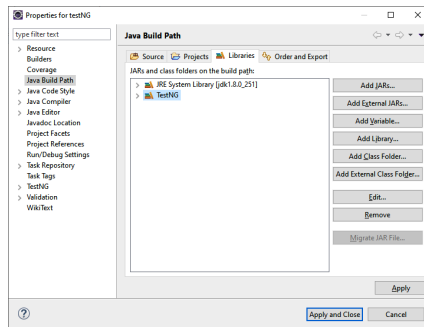 Properties for testNG
type filter text
Resource
Builders
Coverage
Java Build Path
Java Code Style
Java Compiler
Java Editor
Javadoc Location
Project Facets
Project References
Run/Debug Settings
Task Repository
Task Tags
TestNG
Validation
WikiText
Java Build Path
Source
Projects
Libraries
Order and Export
JARs and class folders on the build path:
JRE System Library [jdk1.8.0_251]
TestNG
Add JARs...
Add External JARs...
Add Variable...
Add Library...
Add Class Folder...
Add External Class Folder...
Edit...
Remove
Migrate JAR File...
Apply
Apply and Close
Cancel